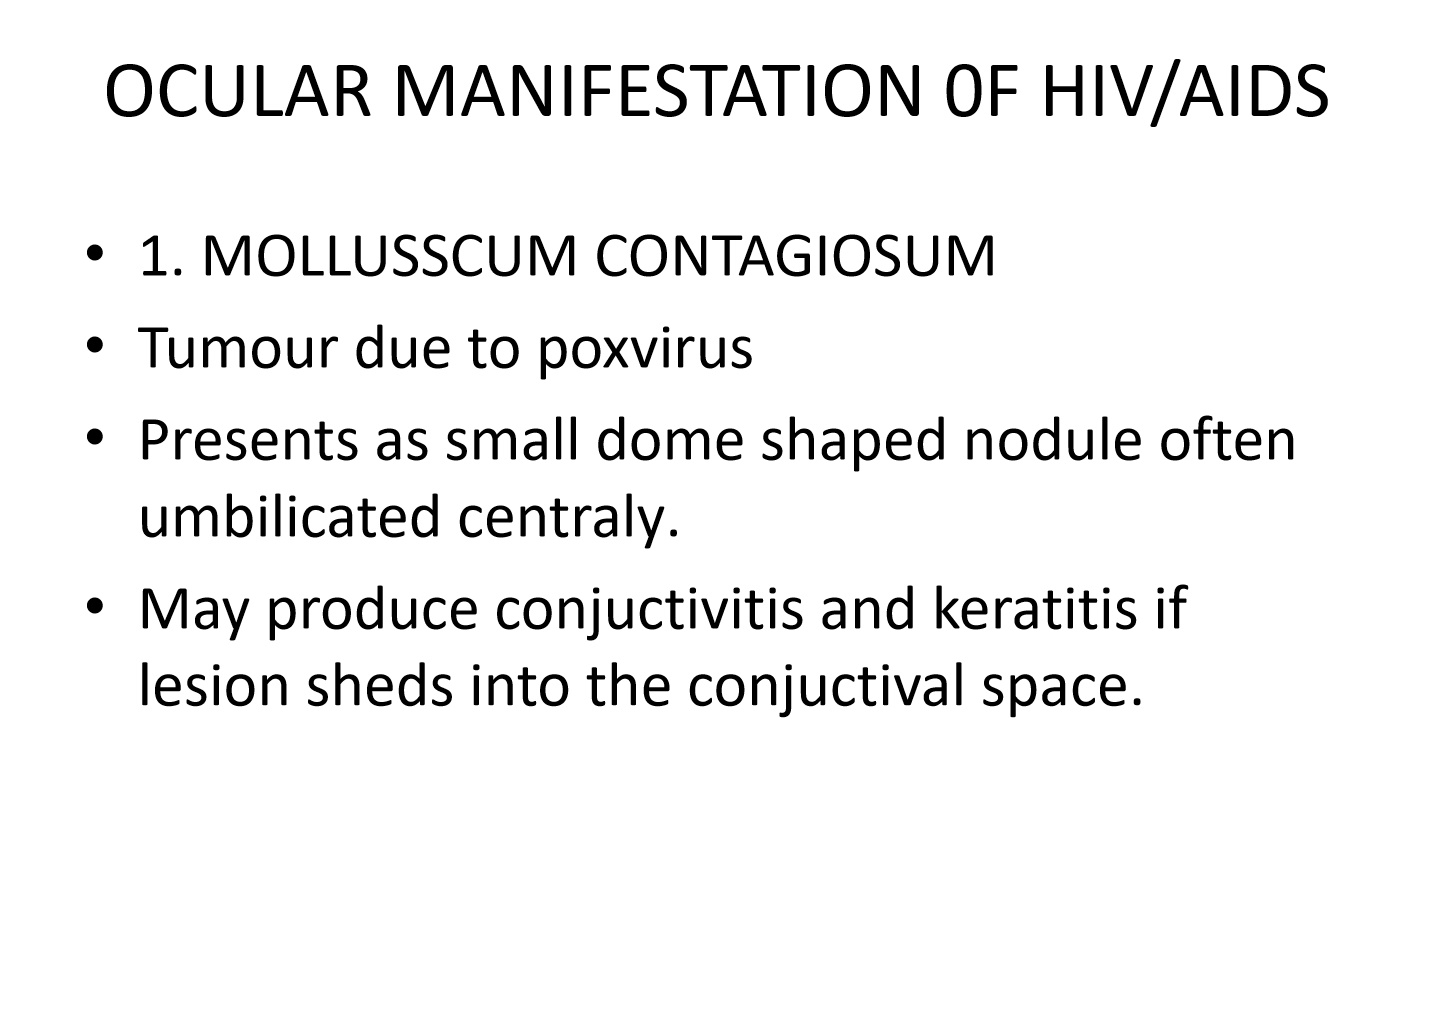 OCULAR MANIFESTATION 0F HIV/AIDS
• 1. MOLLUSSCUM CONTAGIOSUM
• Tumour due to poxvirus
• Presents as small dome shaped nodule often
umbilicated centraly.
• May produce conjuctivitis and keratitis if
lesion sheds into the conjuctival space.